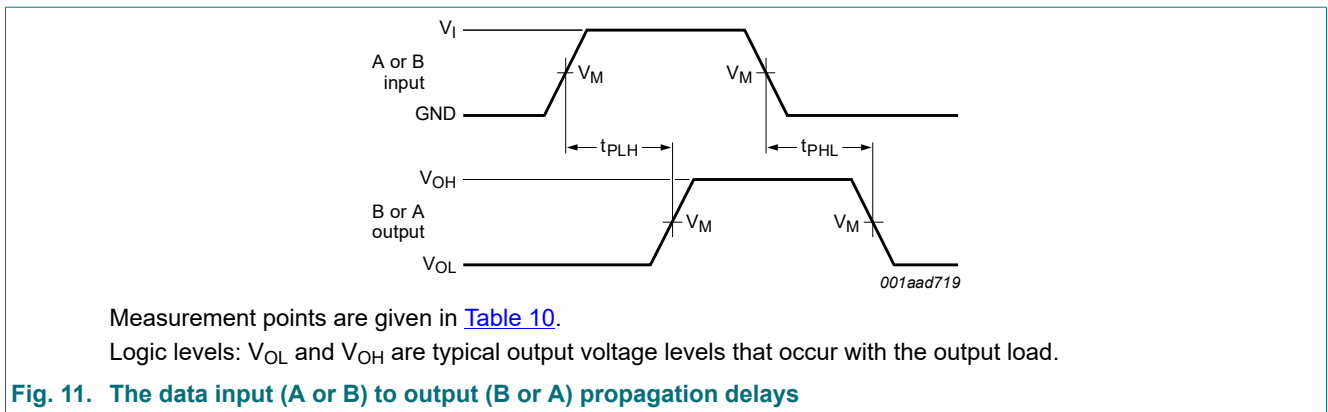 V_I
A or B
input
V_M
V_M
GND
t_PLH
t_PHL
V_OH
B or A
output
V_M
V_M
V_OL
001aad719
Measurement points are given in Table 10.
Logic levels: V_OL and V_OH are typical output voltage levels that occur with the output load.
Fig. 11. The data input (A or B) to output (B or A) propagation delays